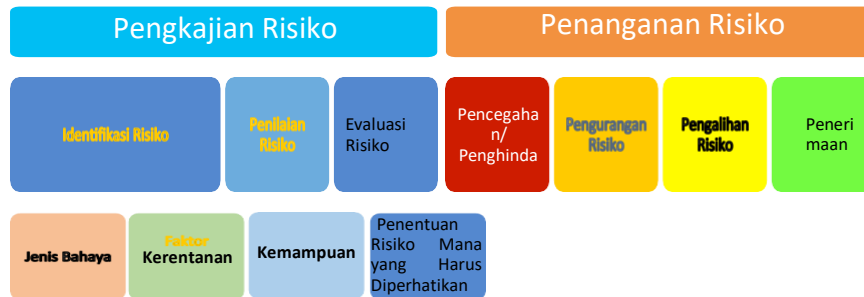 Pengkajian Risiko
Penanganan Risiko
Identifikasi Risiko
Penilaian
Risiko
Evaluasi
Risiko
Pencegaha
n/
Penghinda
Pengurangan
Risiko
Pengalihan
Risiko
Peneri
maan
Jenis Bahaya
Faktor
Kerentanan
Kemampuan
Penentuan
Risiko Mana
yang Harus
Diperhatikan